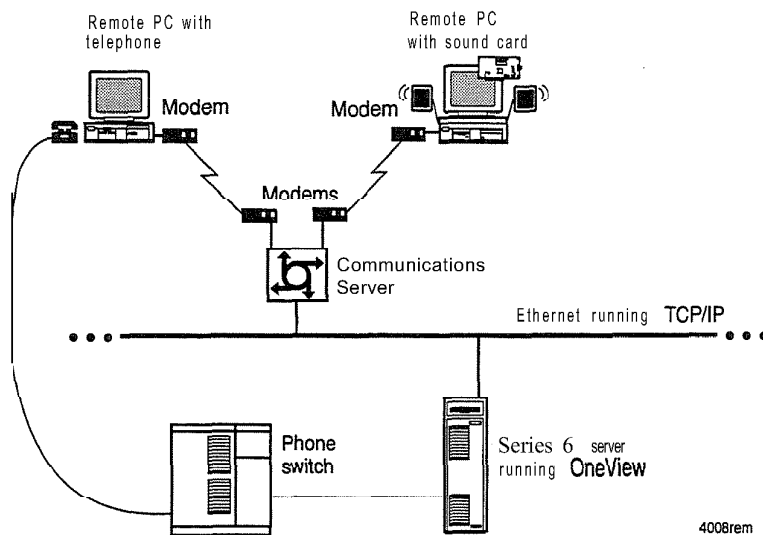 Remote PC with
telephone
Remote PC
with sound card
Modem
Modem
Modems
Communications
Server
Ethernet running TCP/IP
Phone
switch
Series 6 server
running OneView
4008rem